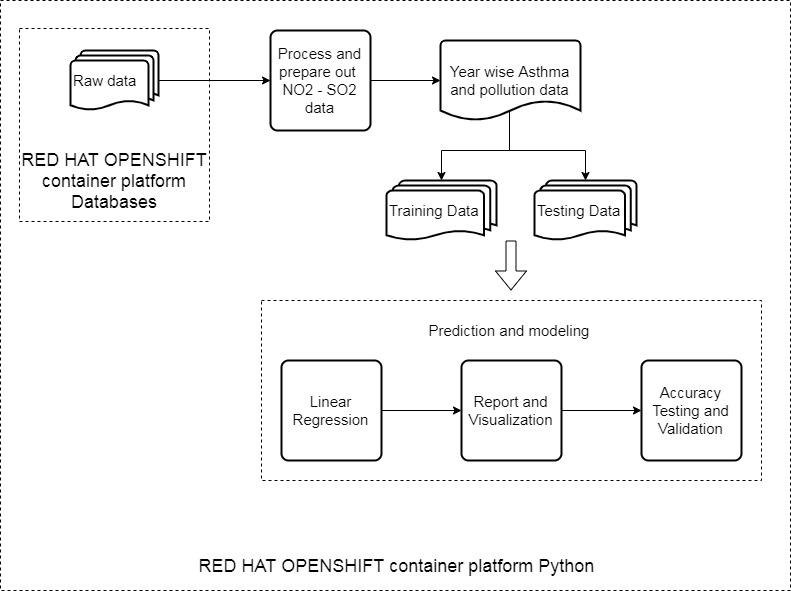 Raw data
RED HAT OPENSHIFT
container platform
Databases
Process and
prepare out
NO2 - SO2
data
Year wise Asthma
and pollution data
Training Data
Testing Data
Prediction and modeling
Linear
Regression
Report and
Visualization
Accuracy
Testing and
Validation
RED HAT OPENSHIFT container platform Python